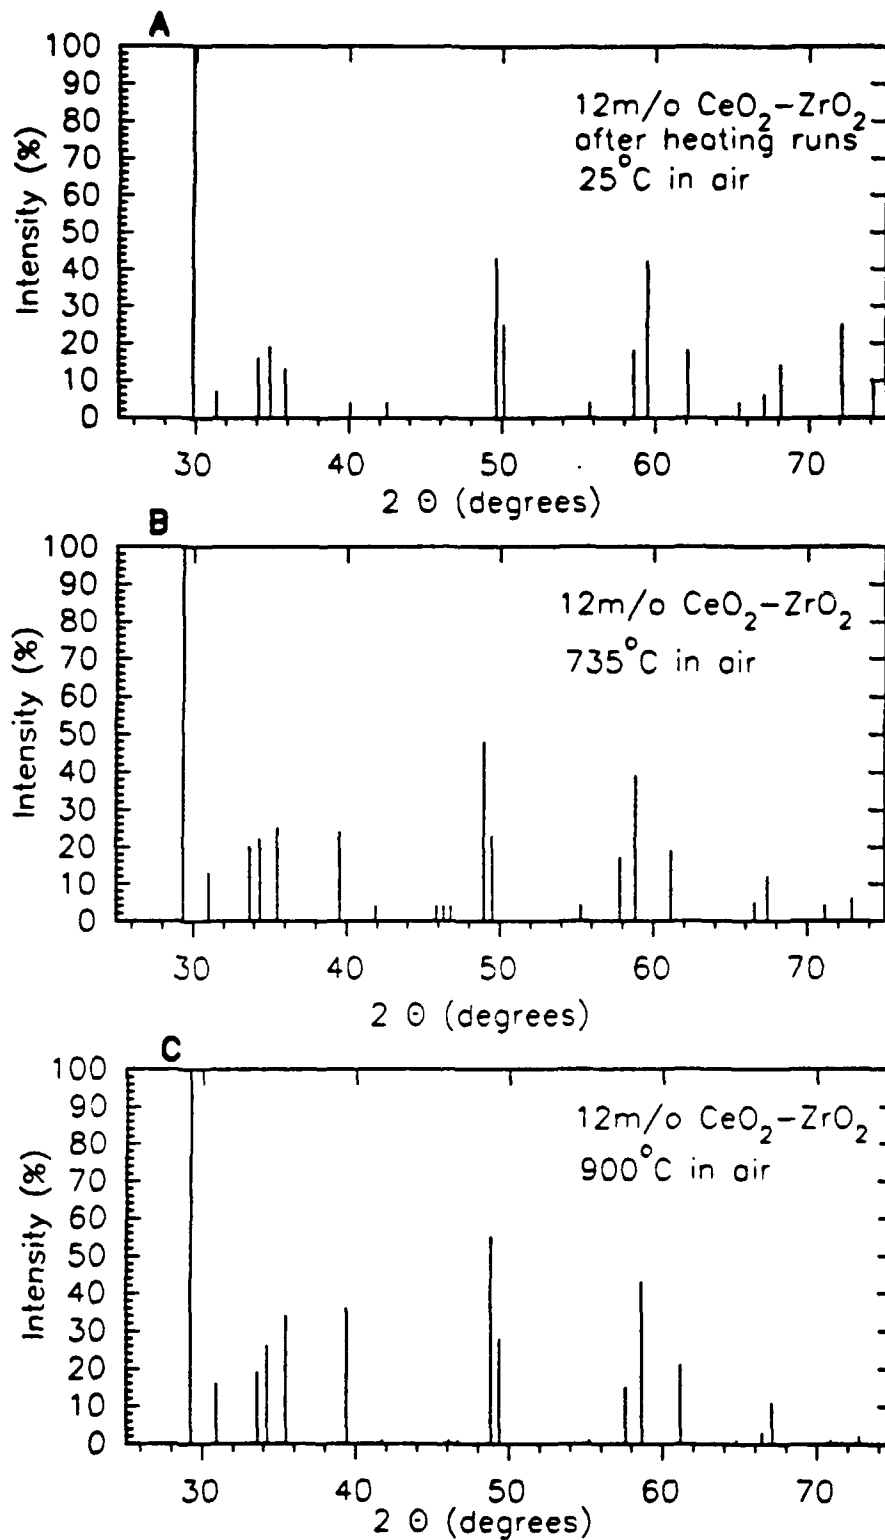 A
100
90
80
70
60
50
40
30
20
10
0
Intensity (%)
12m/o CeO₂-ZrO₂
after heating runs
25°C in air
30 40 50 60 70
2 Θ (degrees)
B
100
90
80
70
60
50
40
30
20
10
0
Intensity (%)
12m/o CeO₂-ZrO₂
735°C in air
30 40 50 60 70
2 Θ (degrees)
C
100
90
80
70
60
50
40
30
20
10
0
Intensity (%)
12m/o CeO₂-ZrO₂
900°C in air
30 40 50 60 70
2 Θ (degrees)